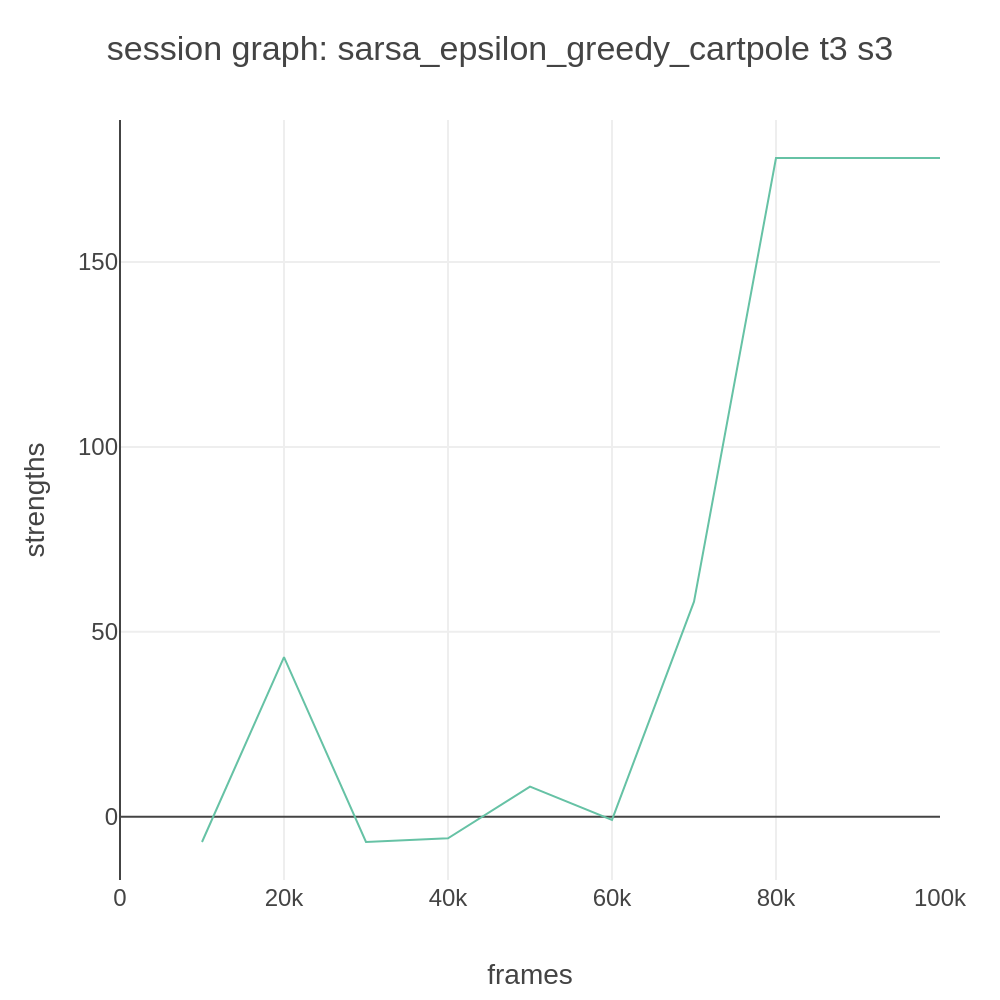 session graph: sarsa_epsilon_greedy_cartpole t3 s3
150
100
50
0
strengths
0
20k
40k
60k
80k
100k
frames